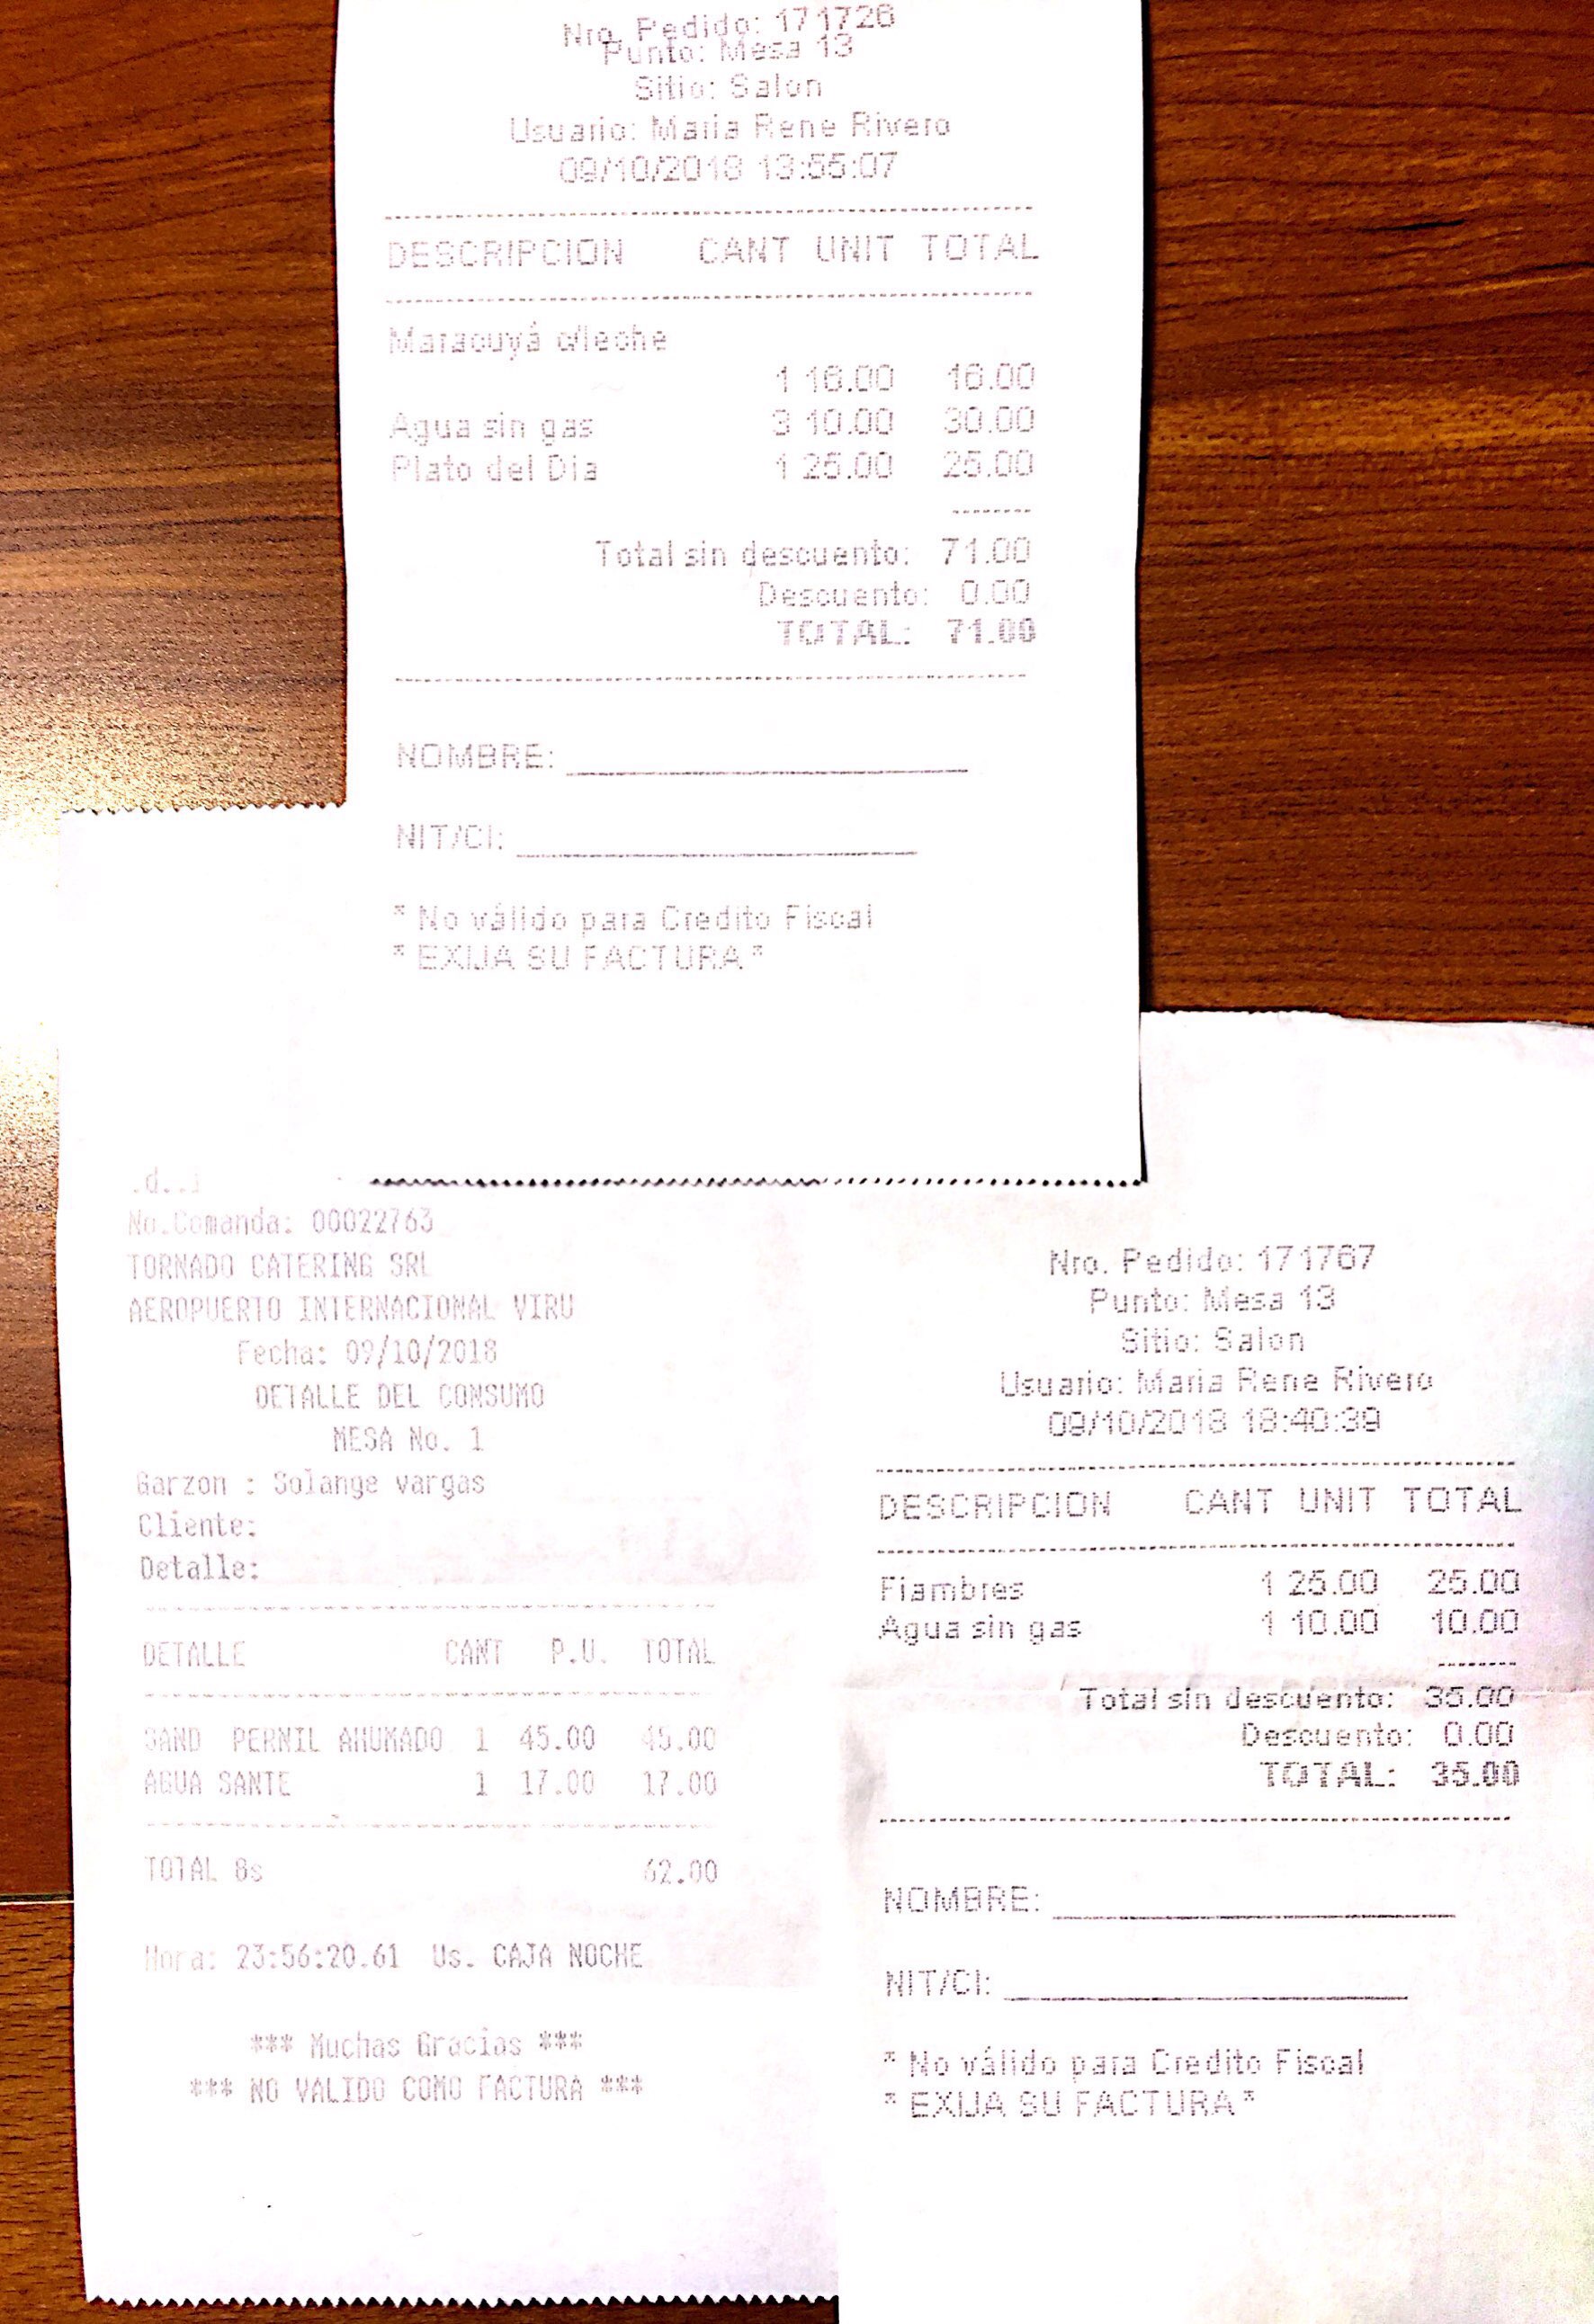 Nro. Pedido: 171726
Punto: Mesa 13
Sitio: Salon
Usuario: Maria Rene Rivero
09/10/2018 13:55:07
DESCRIPCION CANT UNIT TOTAL
Maracuyá c/leche
1 16.00 16.00
Agua sin gas 3 10.00 30.00
Plato del Dia 1 25.00 25.00
Total sin descuento: 71.00
Descuento: 0.00
TOTAL: 71.00
NOMBRE:
NIT/CI:
* No válido para Credito Fiscal
* EXIJA SU FACTURA *
No.Comanda: 00022763
TORNADO CATERING SRL
AEROPUERTO INTERNACIONAL VIRU
Fecha: 09/10/2018
DETALLE DEL CONSUMO
MESA No. 1
Garzon : Solange vargas
Cliente:
Detalle:
DETALLE CANT P.U. TOTAL
SAND PERNIL AHUMADO 1 45.00 45.00
AGUA SANTE 1 17.00 17.00
TOTAL Bs 62.00
Hora: 23:56:20.61 Us. CAJA NOCHE
*** Muchas Gracias ***
*** NO VALIDO COMO FACTURA ***
Nro. Pedido: 171767
Punto: Mesa 13
Sitio: Salon
Usuario: Maria Rene Rivero
09/10/2018 18:40:39
DESCRIPCION CANT UNIT TOTAL
Fiambres 1 25.00 25.00
Agua sin gas 1 10.00 10.00
Total sin descuento: 35.00
Descuento: 0.00
TOTAL: 35.00
NOMBRE:
NIT/CI:
* No válido para Credito Fiscal
* EXIJA SU FACTURA *